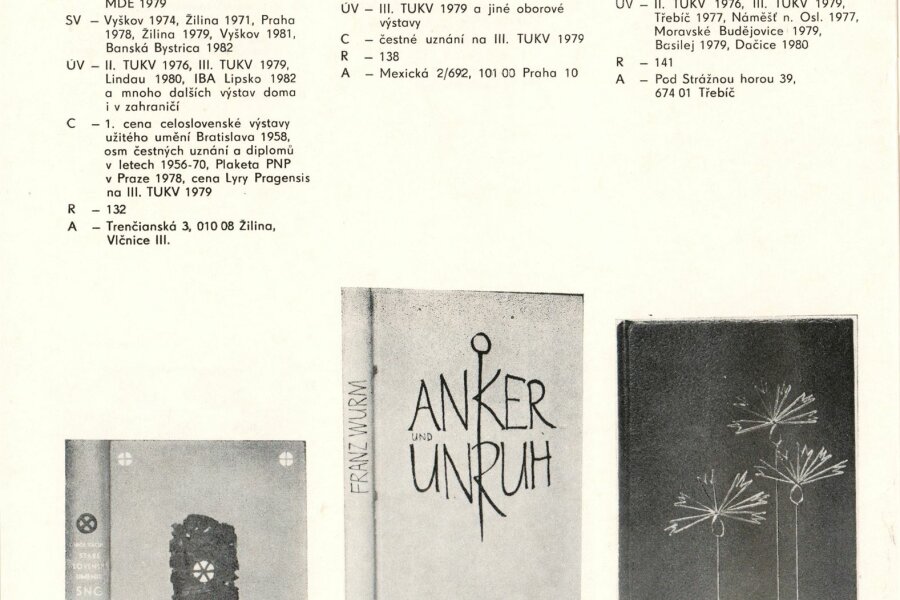 MDE 1979
SV – Vyškov 1974, Žilina 1971, Praha
1978, Žilina 1979, Vyškov 1981,
Banská Bystrica 1982
ÚV – II. TUKV 1976, III. TUKV 1979,
Lindau 1980, IBA Lipsko 1982
a mnoho dalších výstav doma
i v zahraničí
C – 1. cena celoslovenské výstavy
užitého umění Bratislava 1958,
osm čestných uznání a diplomů
v letech 1956-70, Plaketa PNP
v Praze 1978, cena Lyry Pragensis
na III. TUKV 1979
R – 132
A – Trenčianská 3, 010 08 Žilina,
Vlčnice III.
ÚV – III. TUKV 1979 a jiné oborové
výstavy
C – čestné uznání na III. TUKV 1979
R – 138
A – Mexická 2/692, 101 00 Praha 10
ÚV – II. TUKV 1976, III. TUKV 1979,
Třebíč 1977, Náměšť n. Osl. 1977,
Moravské Budějovice 1979,
Basilej 1979, Dačice 1980
R – 141
A – Pod Strážnou horou 39,
674 01 Třebíč
STARÉ
UMENIE
SNG
FRANZ WURM
ANKER
UND
UNRUH